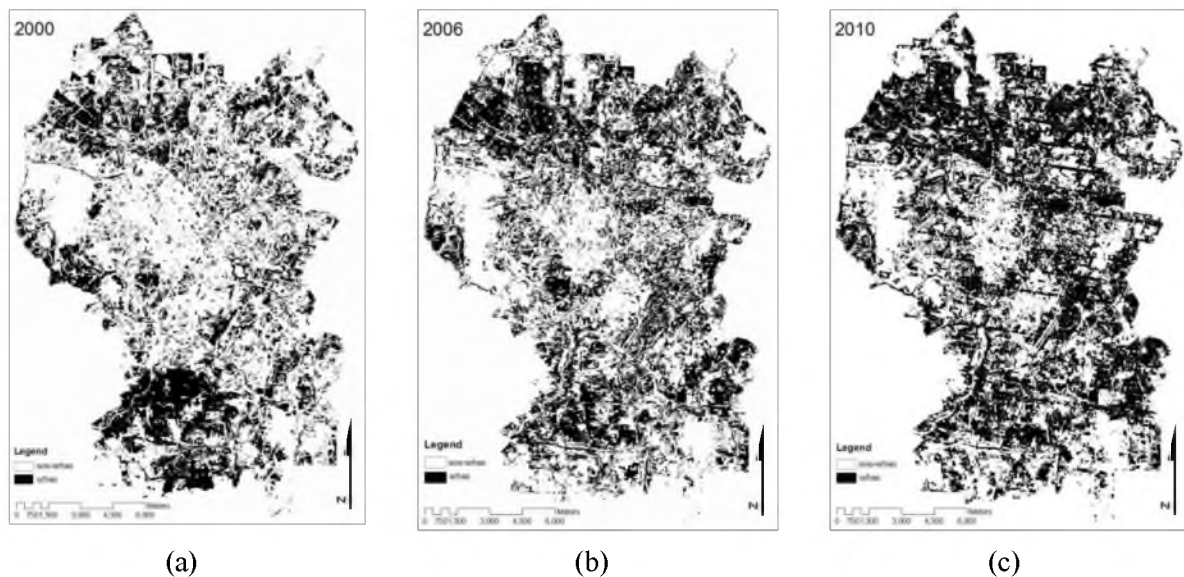 2000
Legend
non-urban
urban
Meters
0 750 1,500 3,000 4,500 6,000
N
(a)
2006
Legend
non-urban
urban
Meters
0 750 1,500 3,000 4,500 6,000
N
(b)
2010
Legend
non-urban
urban
Meters
0 750 1,500 3,000 4,500 6,000
N
(c)